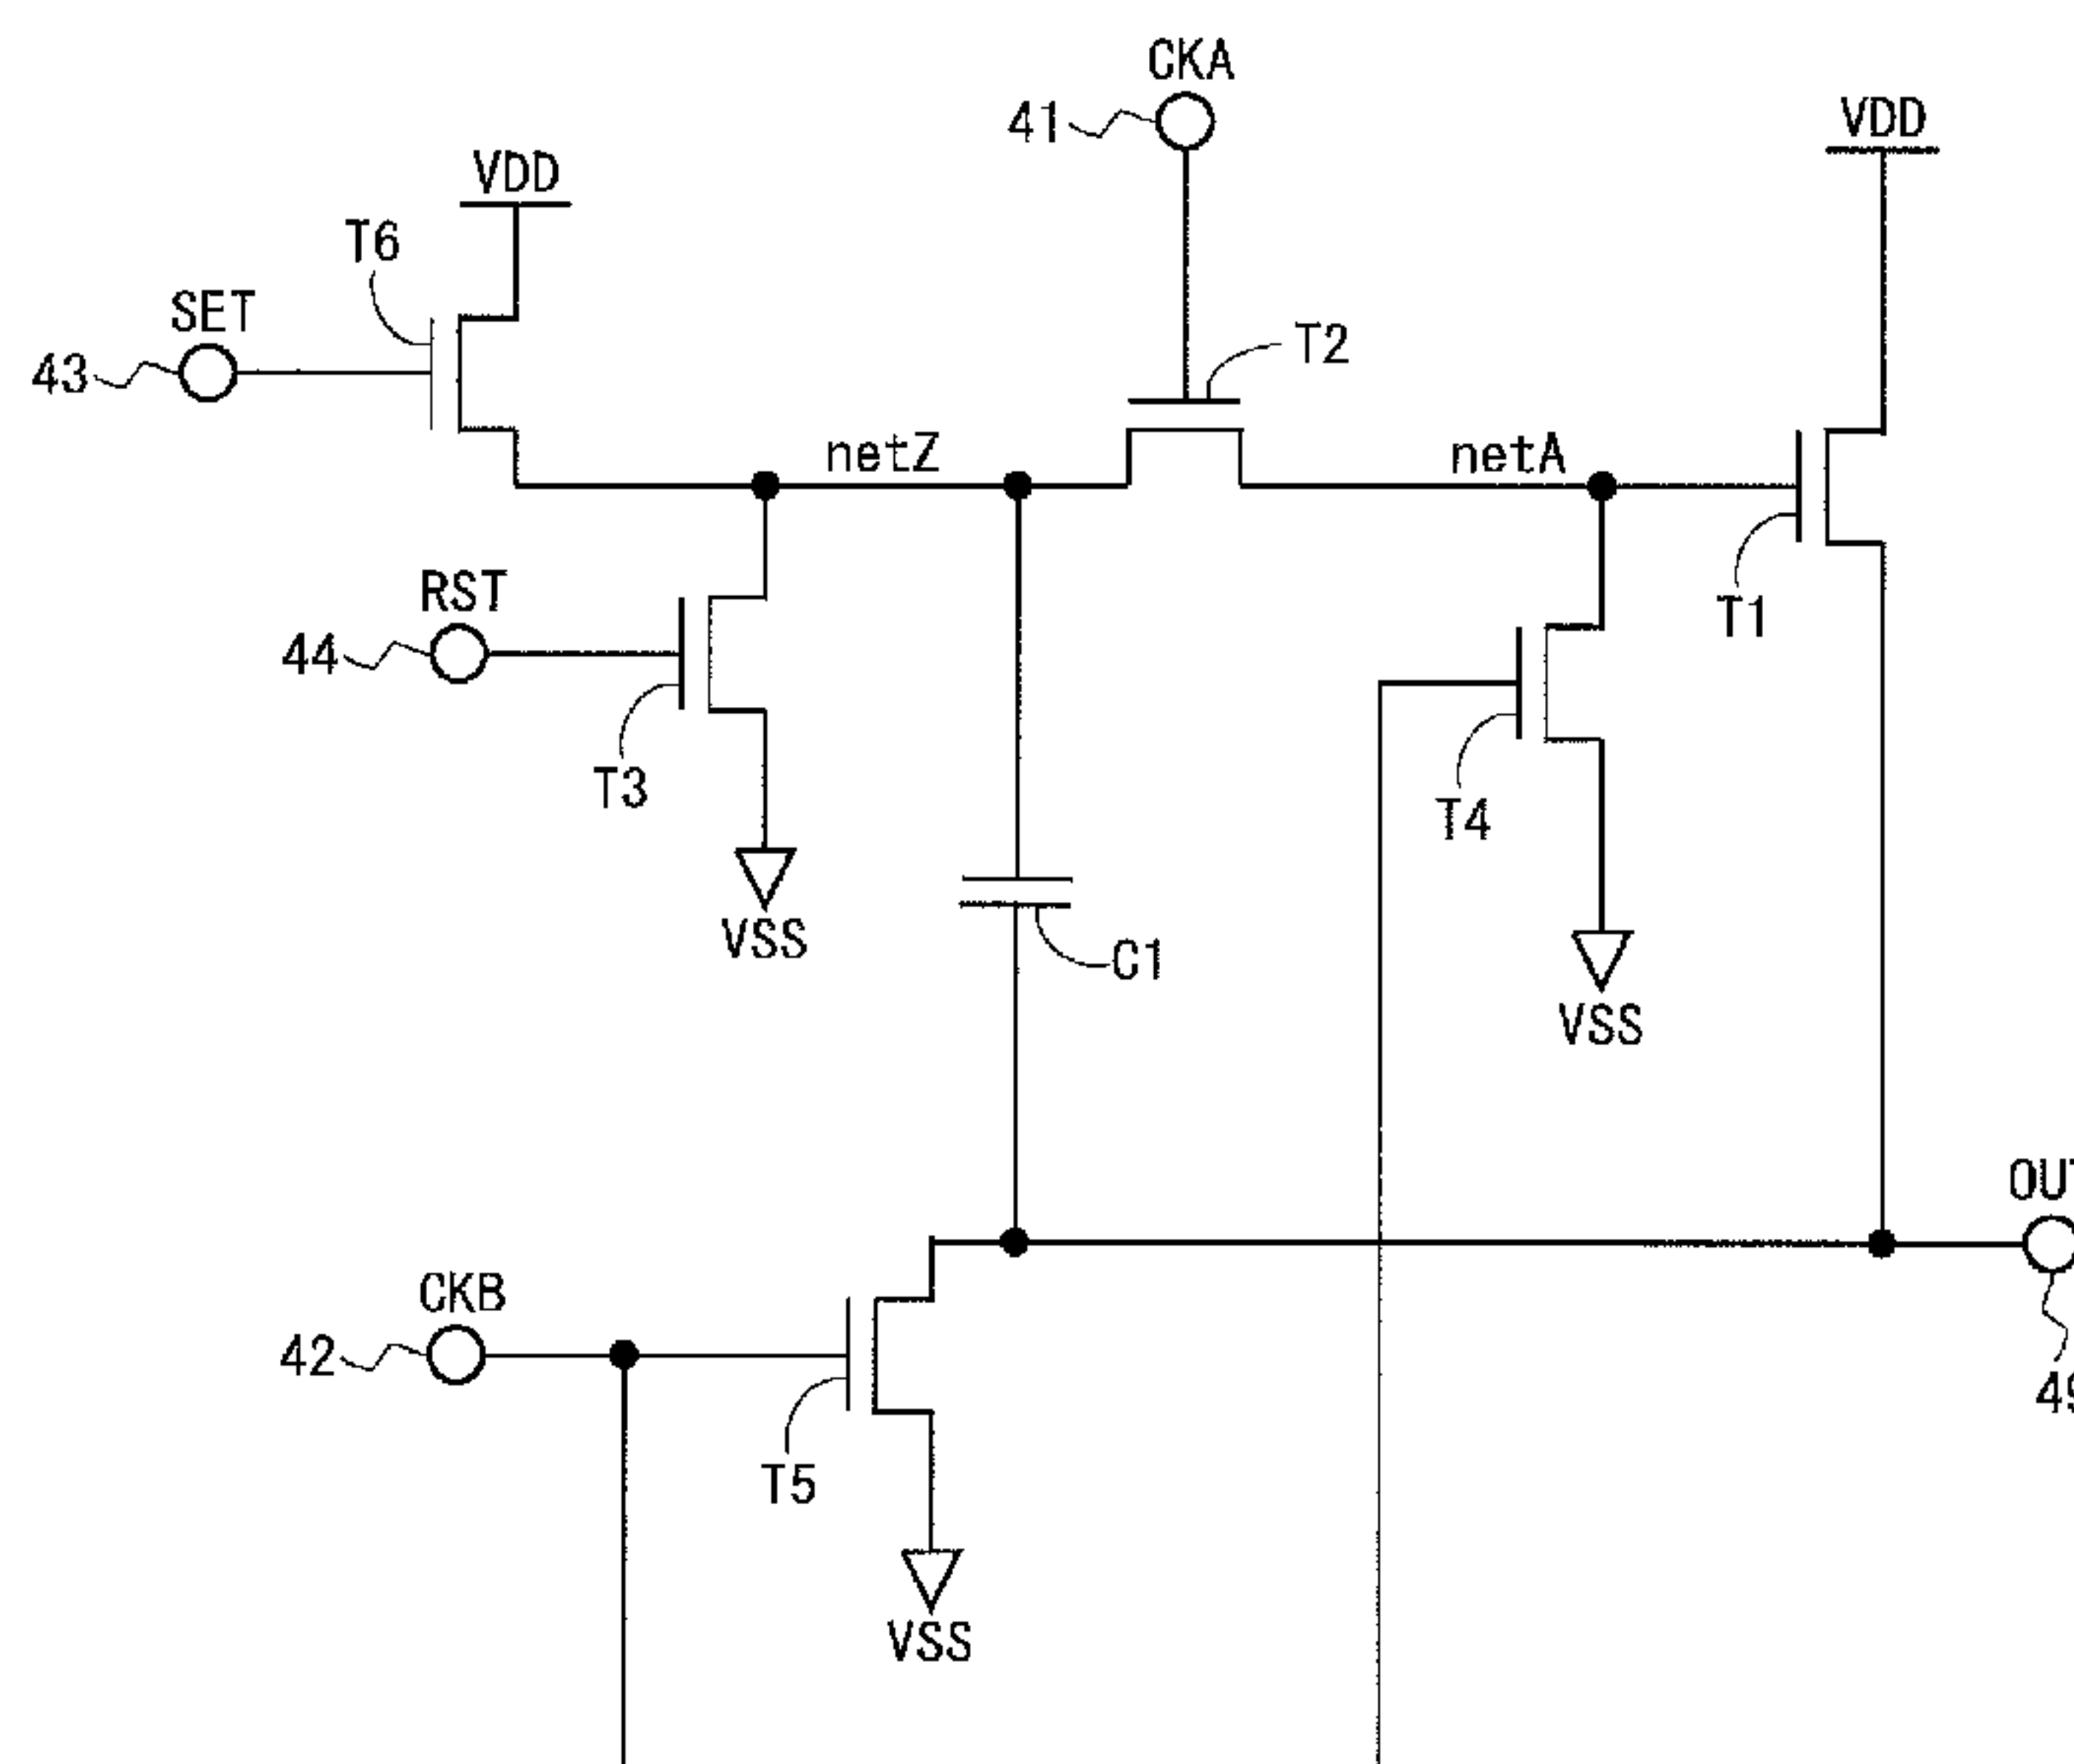 CKA
41
VDD
VDD
T6
SET
43
T2
netZ
netA
RST
44
T1
T3
T4
VSS
C1
VSS
CKB
42
T5
VSS